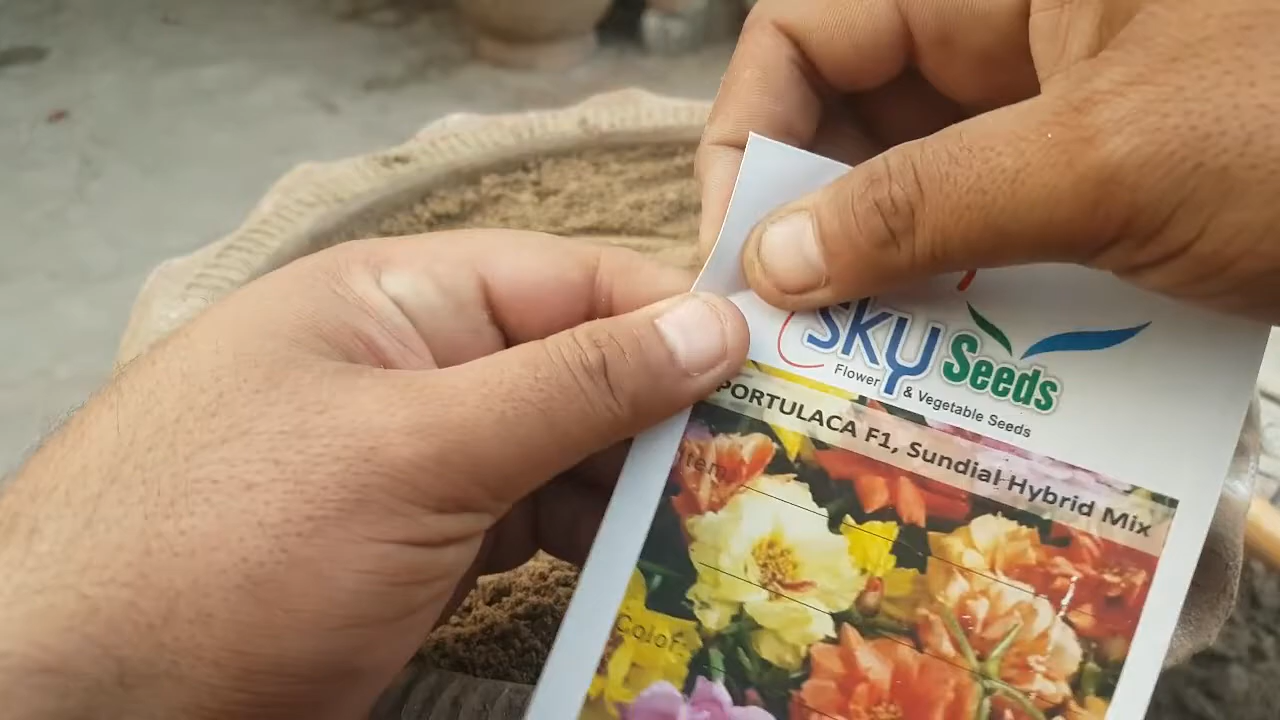 SKY Seeds
Flower & Vegetable Seeds
PORTULACA F1, Sundial Hybrid Mix
Item
Color: